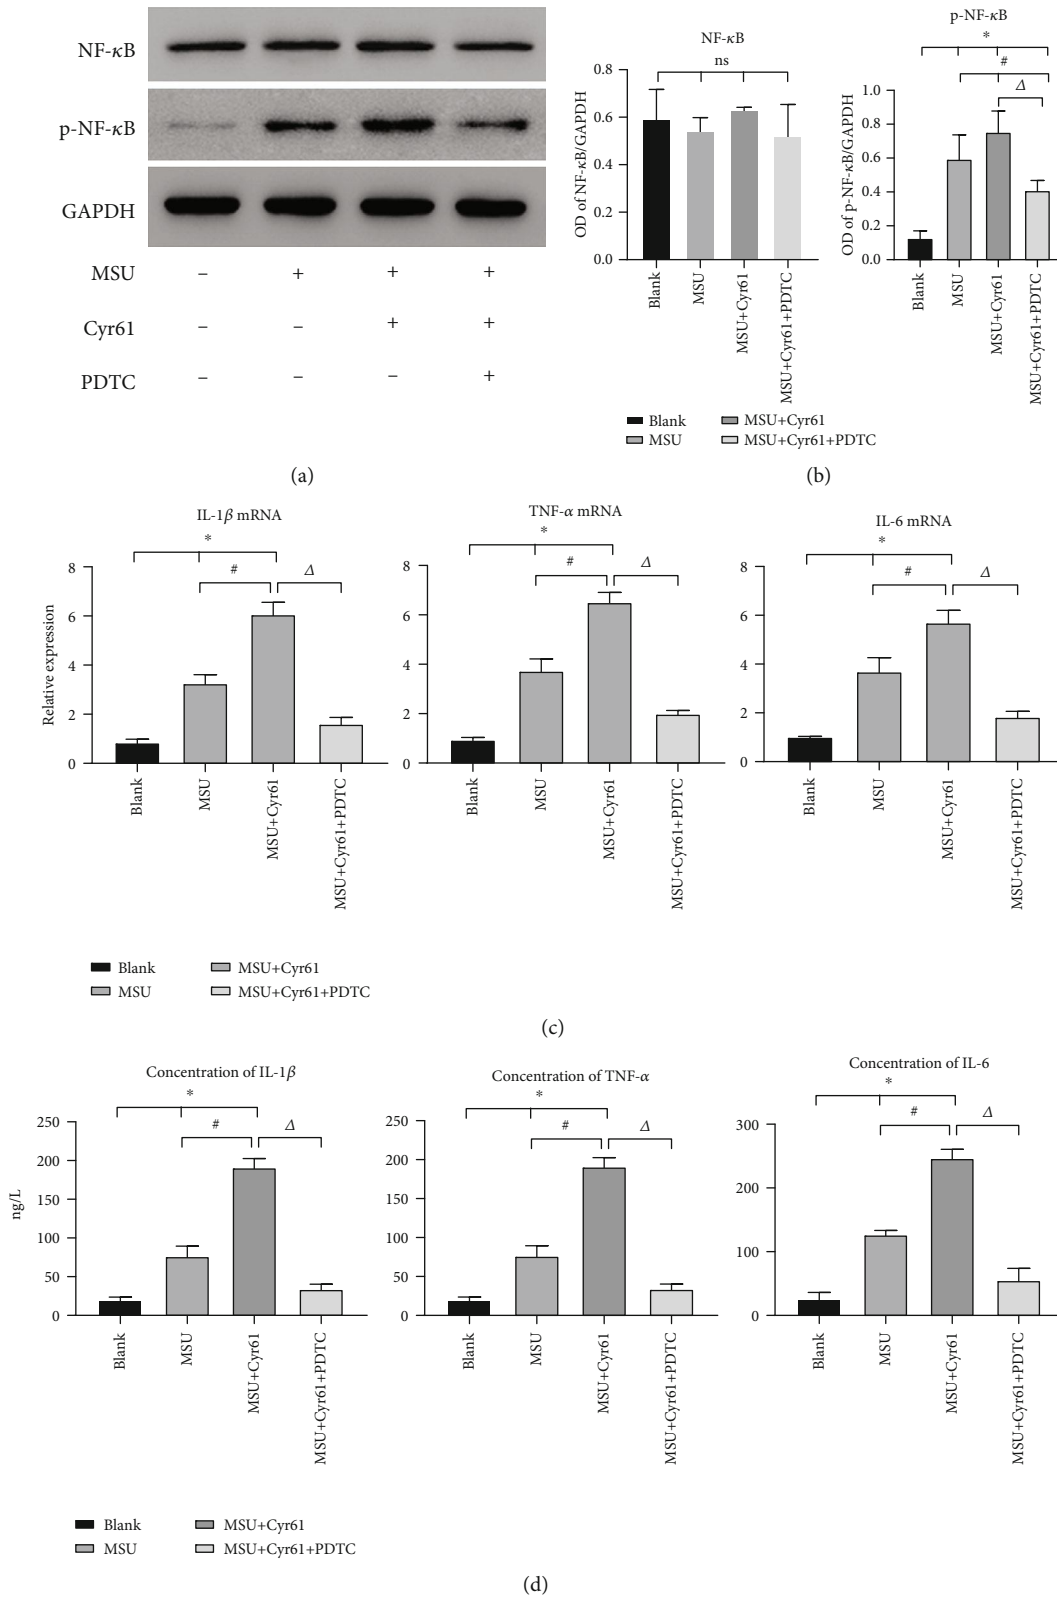 NF-κB
p-NF-κB
GAPDH
MSU – + + +
Cyr61 – – + +
PDTC – – – +
(a)
NF-κB
ns
OD of NF-κB/GAPDH
0.8
0.6
0.4
0.2
0.0
Blank
MSU
MSU+Cyr61
MSU+Cyr61+PDTC
p-NF-κB
*
#
Δ
OD of p-NF-κB/GAPDH
1.0
0.8
0.6
0.4
0.2
0.0
Blank
MSU
MSU+Cyr61
MSU+Cyr61+PDTC
Blank
MSU
MSU+Cyr61
MSU+Cyr61+PDTC
(b)
IL-1β mRNA
*
#
Δ
Relative expression
8
6
4
2
0
Blank
MSU
MSU+Cyr61
MSU+Cyr61+PDTC
TNF-α mRNA
*
#
Δ
8
6
4
2
0
Blank
MSU
MSU+Cyr61
MSU+Cyr61+PDTC
IL-6 mRNA
*
#
Δ
8
6
4
2
0
Blank
MSU
MSU+Cyr61
MSU+Cyr61+PDTC
Blank
MSU
MSU+Cyr61
MSU+Cyr61+PDTC
(c)
Concentration of IL-1β
*
#
Δ
ng/L
250
200
150
100
50
0
Blank
MSU
MSU+Cyr61
MSU+Cyr61+PDTC
Concentration of TNF-α
*
#
Δ
250
200
150
100
50
0
Blank
MSU
MSU+Cyr61
MSU+Cyr61+PDTC
Concentration of IL-6
*
#
Δ
300
200
100
0
Blank
MSU
MSU+Cyr61
MSU+Cyr61+PDTC
Blank
MSU
MSU+Cyr61
MSU+Cyr61+PDTC
(d)